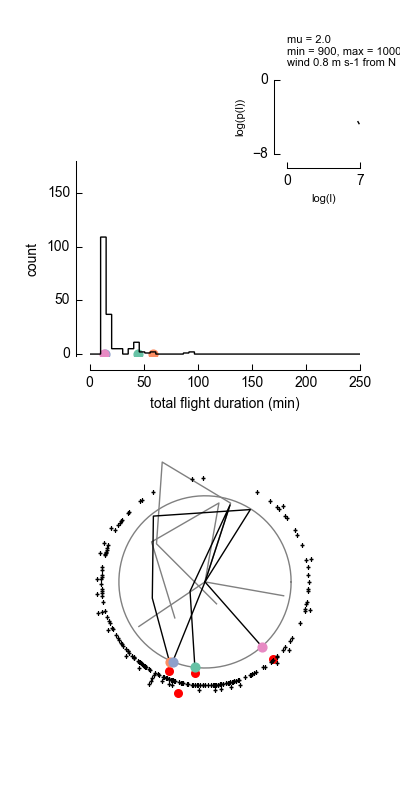 mu = 2.0
min = 900, max = 1000
wind 0.8 m s-1 from N
0
log(p(l))
−8
0 7
log(l)
150
100
50
0
count
0 50 100 150 200 250
total flight duration (min)